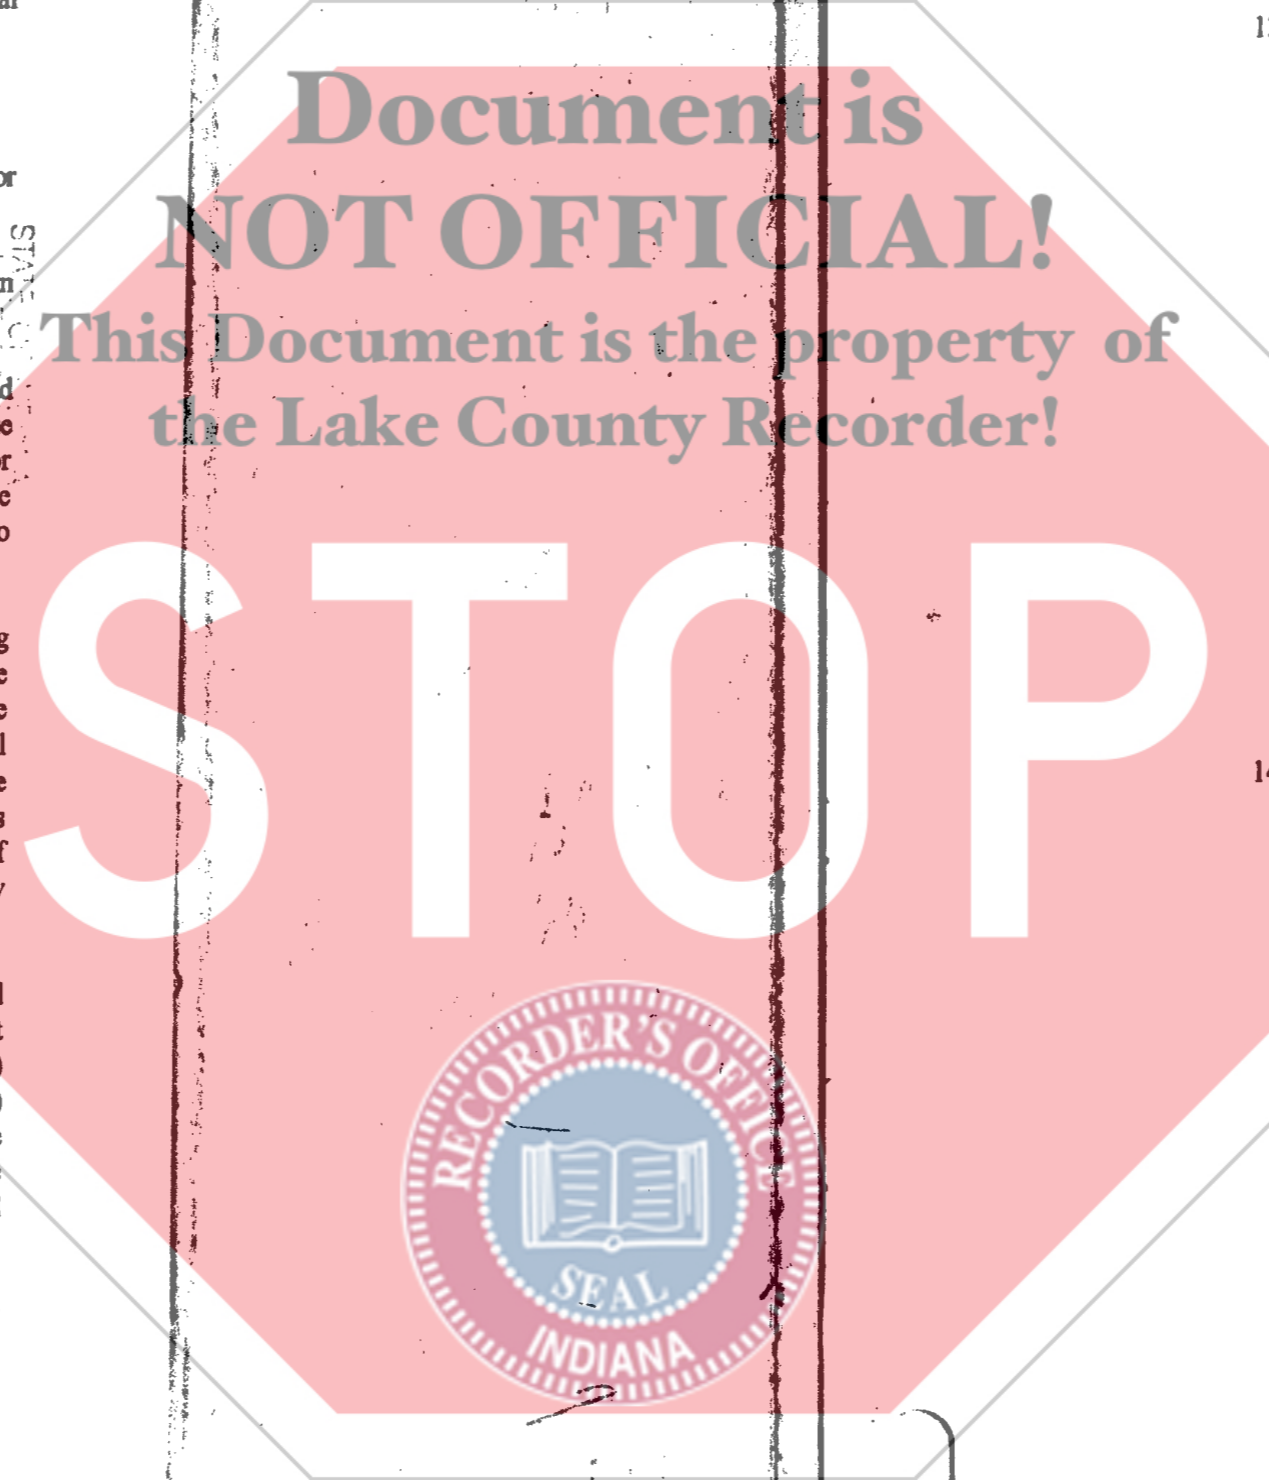 Document is
NOT OFFICIAL!
This Document is the property of
the Lake County Recorder!
STOP
RECORDER'S OFFICE
SEAL
INDIANA